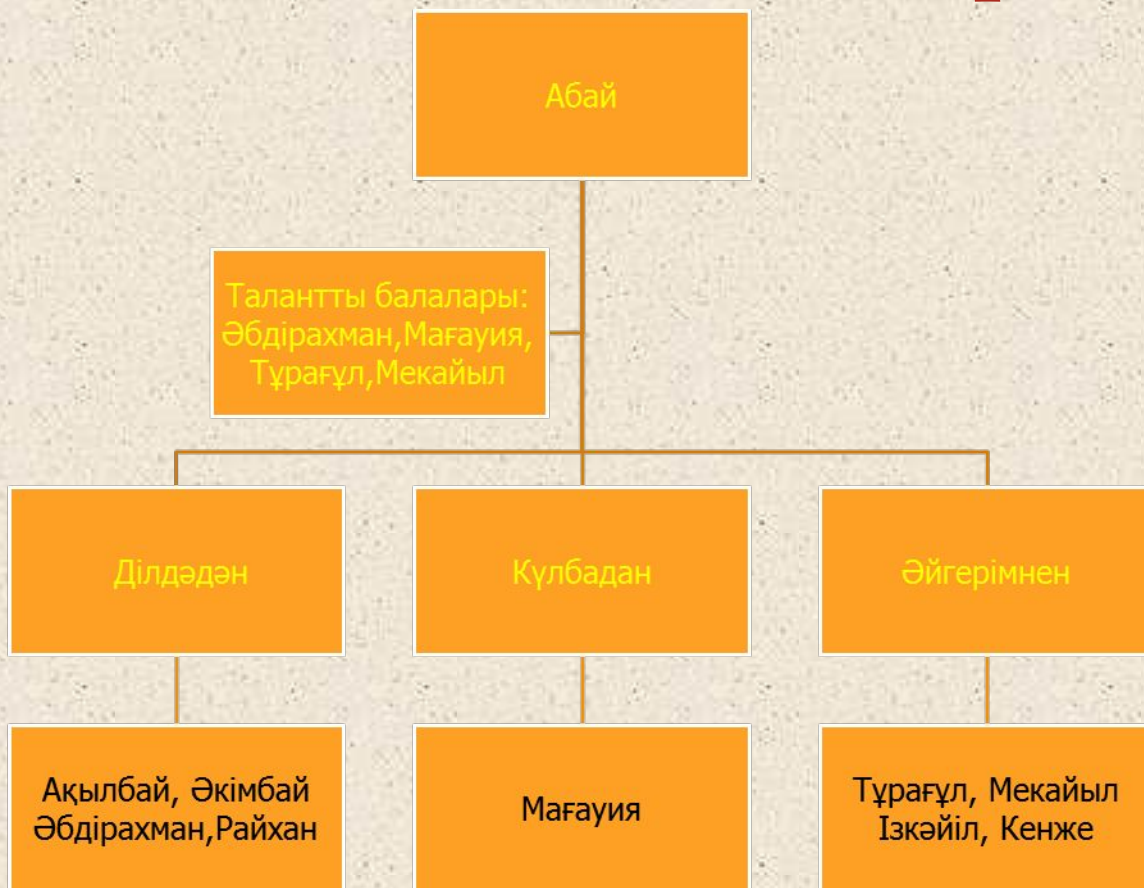 Абай
Талантты балалары:
Әбдірахман,Мағауия,
Тұрағұл,Мекайыл
Ділдәдән
Күлбадан
Әйгерімнен
Ақылбай, Әкімбай
Әбдірахман,Райхан
Мағауия
Тұрағұл, Мекайыл
Ізкәйіл, Кенже